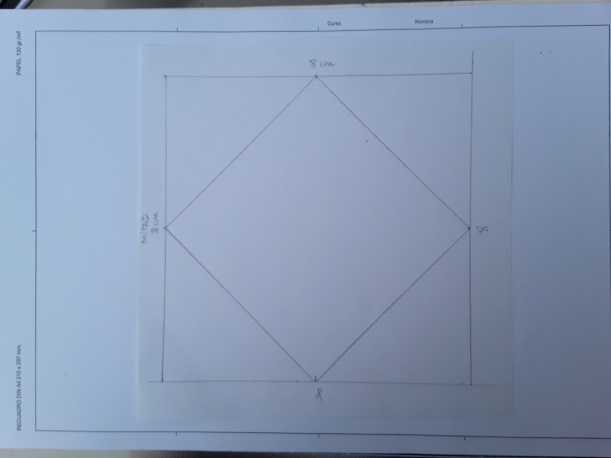 Curso
Nombre
8 cm
PAPEL 130 gr./m²
MITAD
8 cm
8
8
RECUADRO DIN A4 210 x 297 mm.